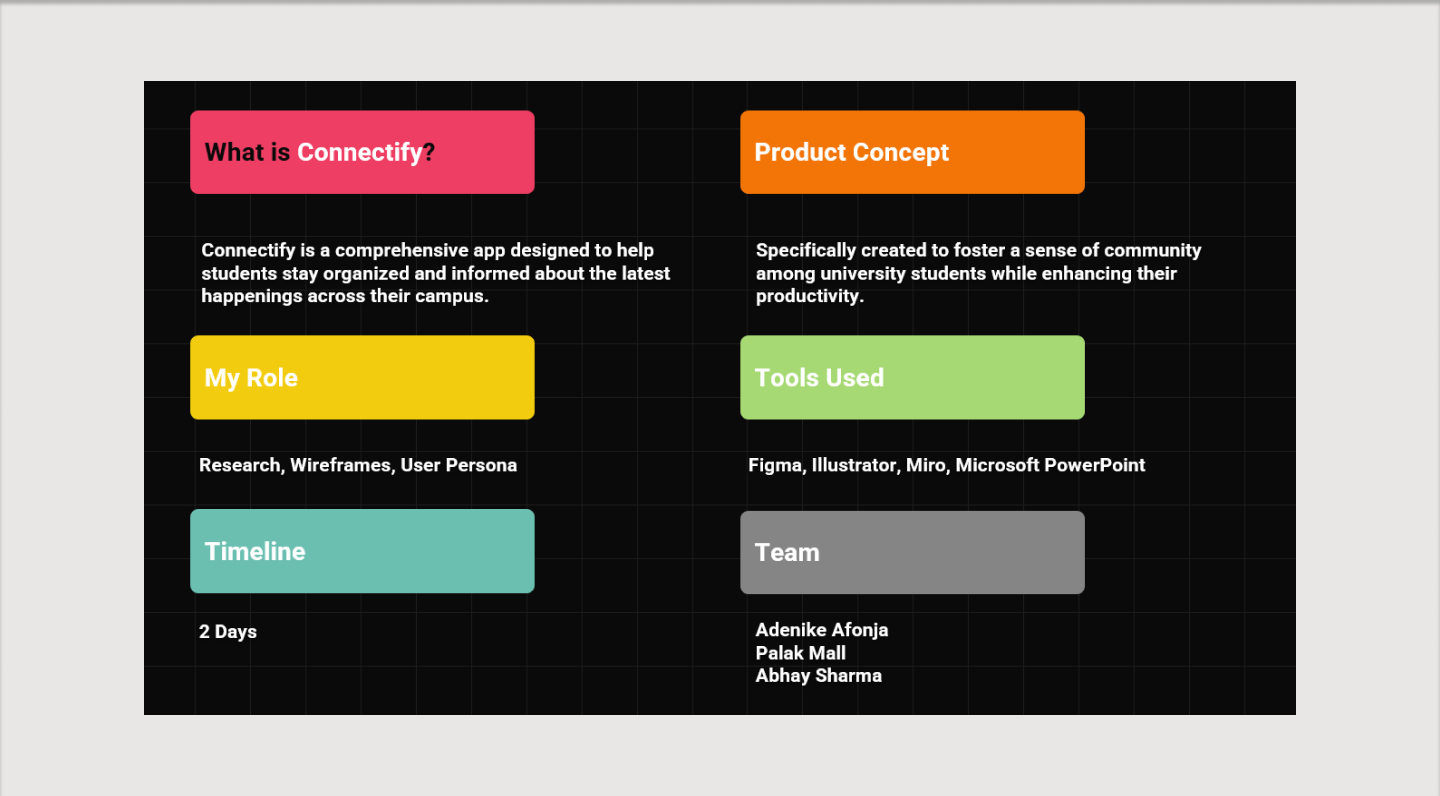 What is Connectify?
Connectify is a comprehensive app designed to help
students stay organized and informed about the latest
happenings across their campus.
Product Concept
Specifically created to foster a sense of community
among university students while enhancing their
productivity.
My Role
Research, Wireframes, User Persona
Tools Used
Figma, Illustrator, Miro, Microsoft PowerPoint
Timeline
2 Days
Team
Adenike Afonja
Palak Mall
Abhay Sharma